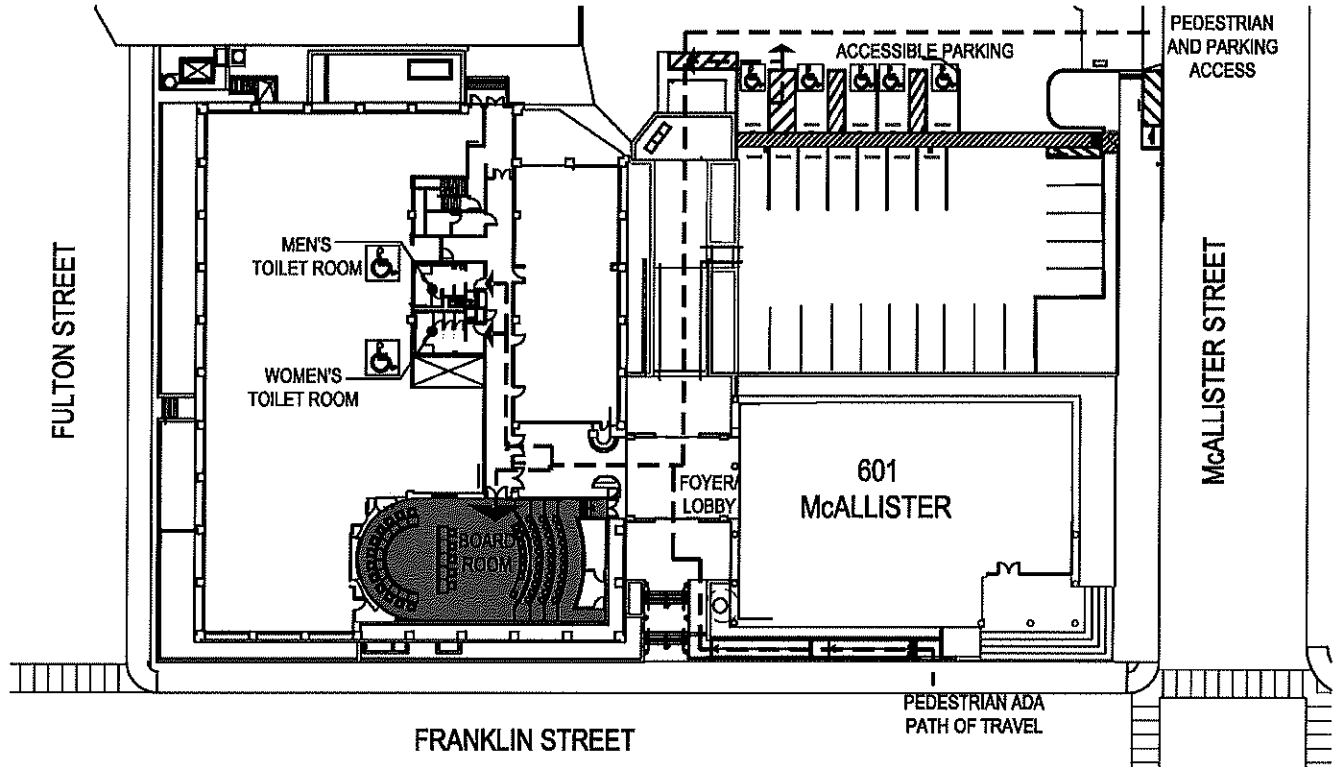 PEDESTRIAN
AND PARKING
ACCESS
ACCESSIBLE PARKING
MEN'S
TOILET ROOM
WOMEN'S
TOILET ROOM
FULTON STREET
McALLISTER STREET
601
McALLISTER
FOYER/
LOBBY
BOARD
ROOM
PEDESTRIAN ADA
PATH OF TRAVEL
FRANKLIN STREET